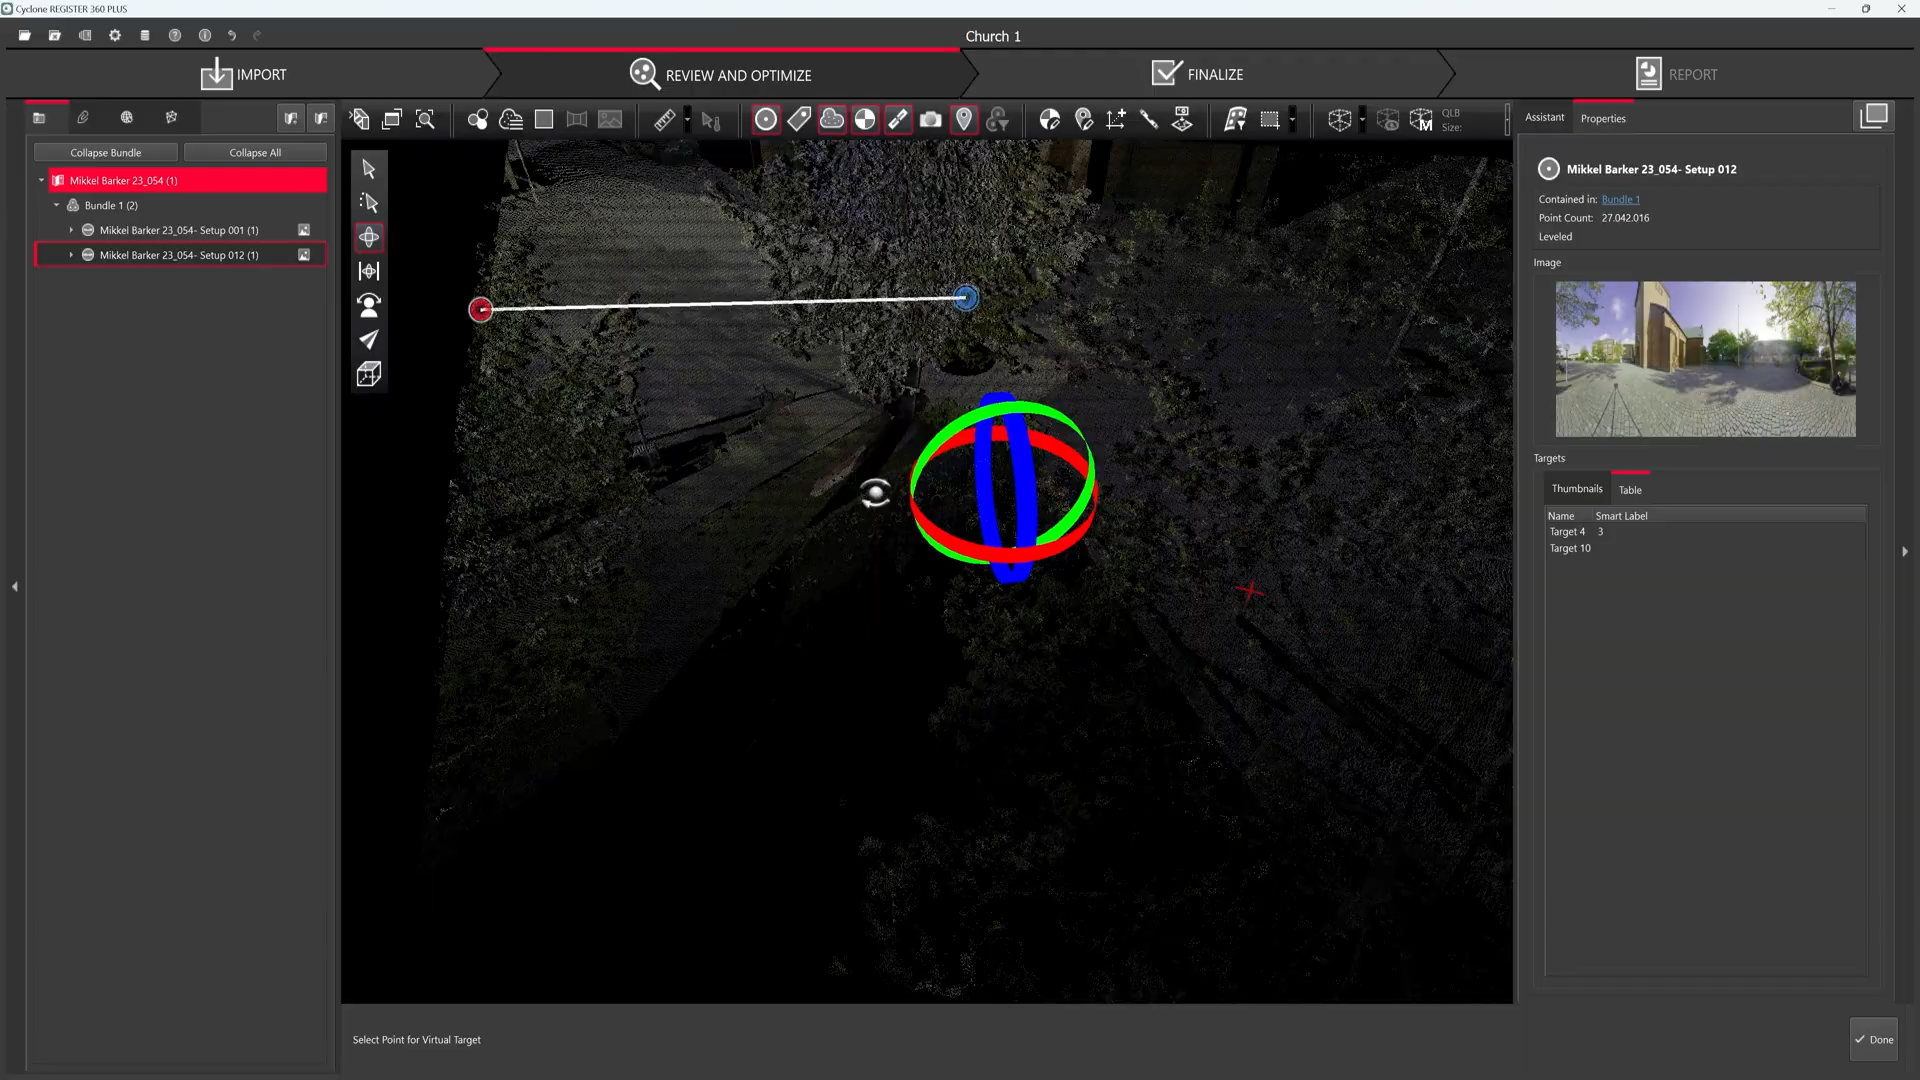 Cyclone REGISTER 360 PLUS
Church 1
IMPORT
REVIEW AND OPTIMIZE
FINALIZE
REPORT
QLB
Size:
M
Assistant
Properties
Collapse Bundle
Collapse All
Mikkel Barker 23_054 (1)
Bundle 1 (2)
Mikkel Barker 23_054- Setup 001 (1)
Mikkel Barker 23_054- Setup 012 (1)
Mikkel Barker 23_054- Setup 012
Contained in: Bundle 1
Point Count: 27.042.016
Leveled
Image
Targets
Thumbnails
Table
Name Smart Label
Target 4 3
Target 10
Select Point for Virtual Target
Done